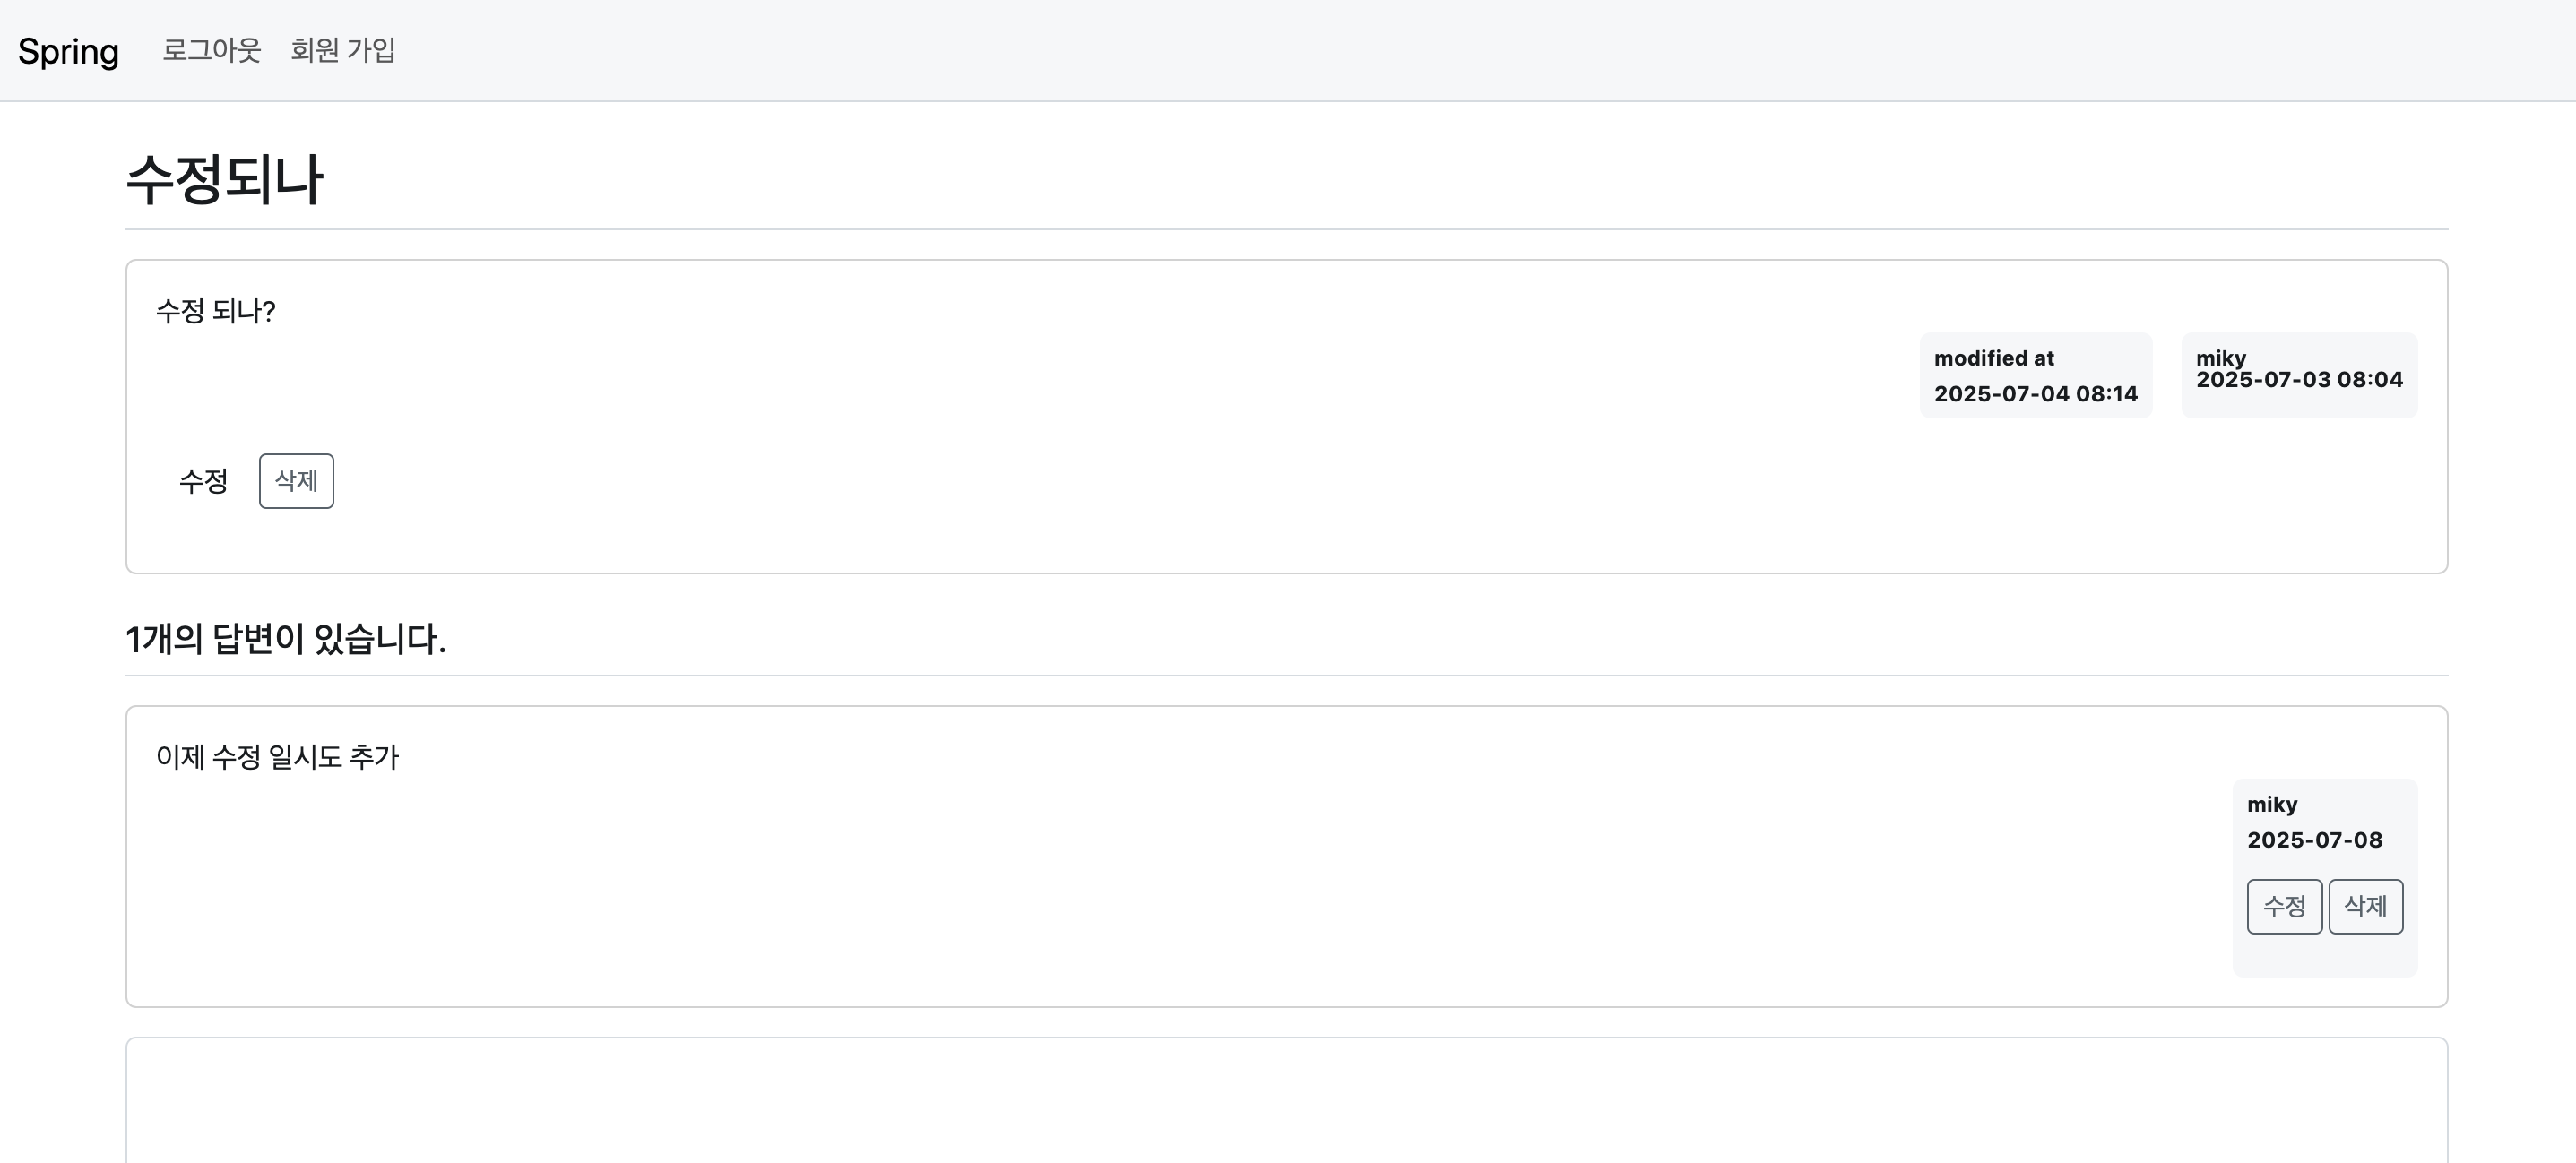 Spring 로그아웃 회원 가입
수정되나
수정 되나?
modified at
2025-07-04 08:14
miky
2025-07-03 08:04
수정 삭제
1개의 답변이 있습니다.
이제 수정 일시도 추가
miky
2025-07-08
수정 삭제